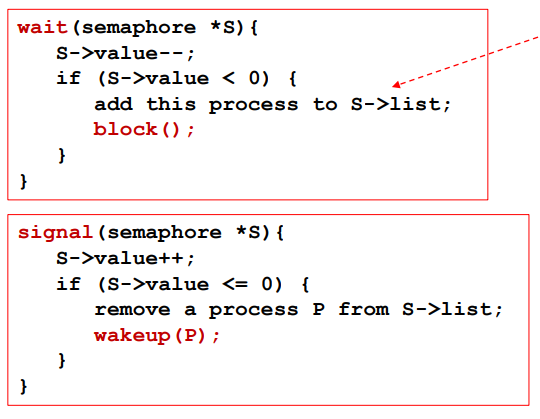 wait(semaphore *S){
   S->value--;
   if (S->value < 0) {
      add this process to S->list;
      block();
   }
}
signal(semaphore *S){
   S->value++;
   if (S->value <= 0) {
      remove a process P from S->list;
      wakeup(P);
   }
}